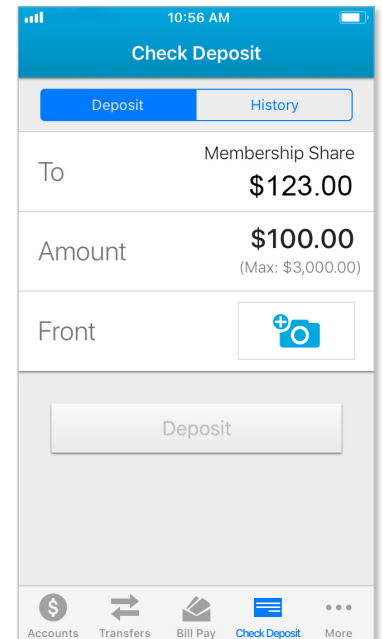 10:56 AM
Check Deposit
Deposit History
To Membership Share
$123.00
Amount $100.00
(Max: $3,000.00)
Front
Deposit
Accounts Transfers Bill Pay Check Deposit More